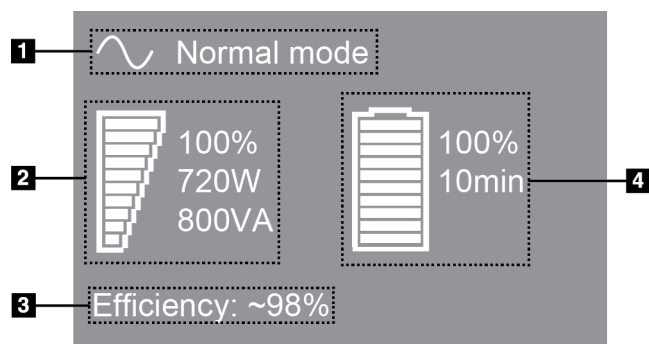 1
Normal mode
2
100%
720W
800VA
100%
10min
4
3
Efficiency: ~98%